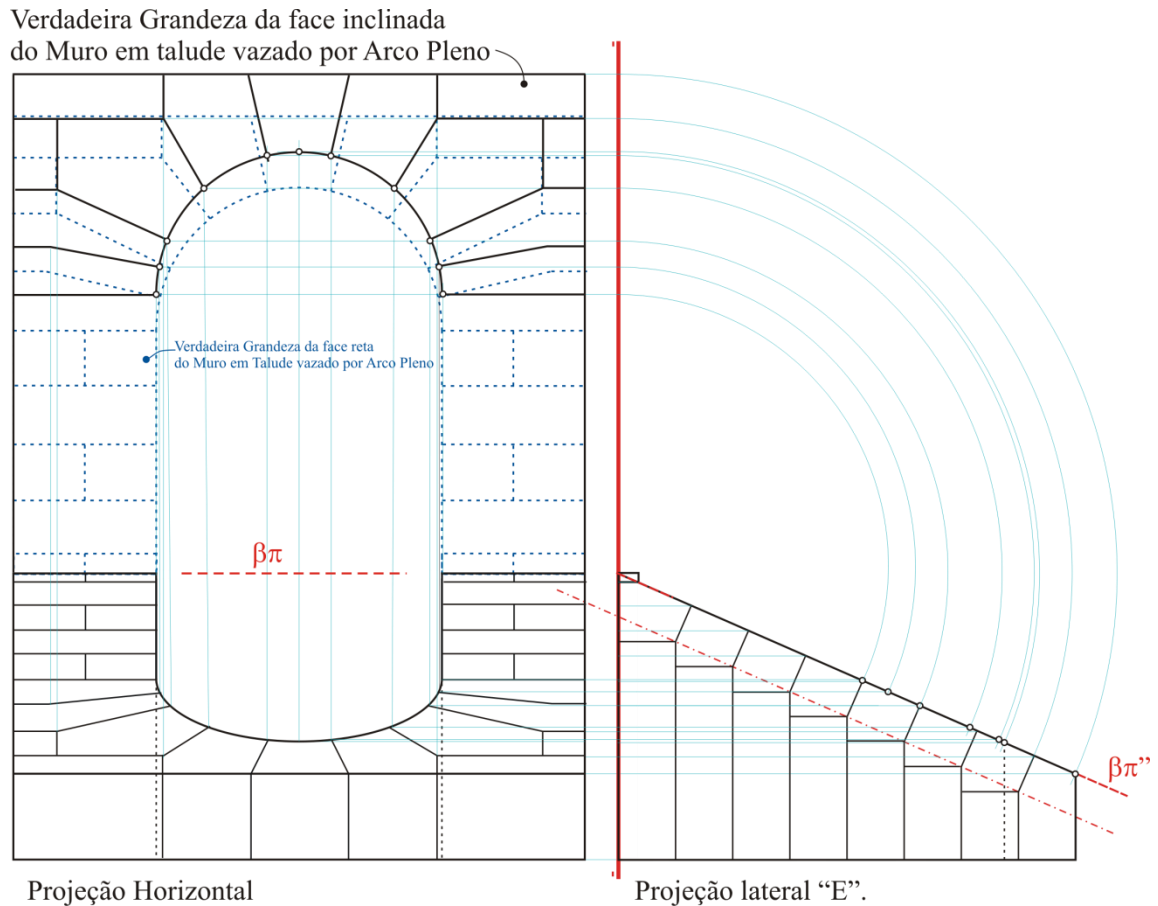 Verdadeira Grandeza da face inclinada
do Muro em talude vazado por Arco Pleno
Verdadeira Grandeza da face reta
do Muro em Talude vazado por Arco Pleno
βπ
βπ”
Projeção Horizontal
Projeção lateral “E”.